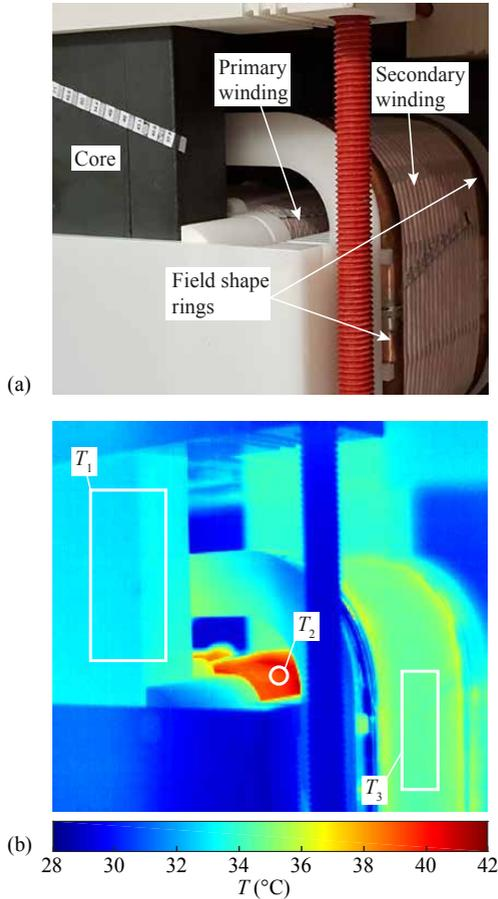 Primary
winding
Secondary
winding
Core
Field shape
rings
(a)
T1
T2
T3
(b)
28 30 32 34 36 38 40 42
T (°C)